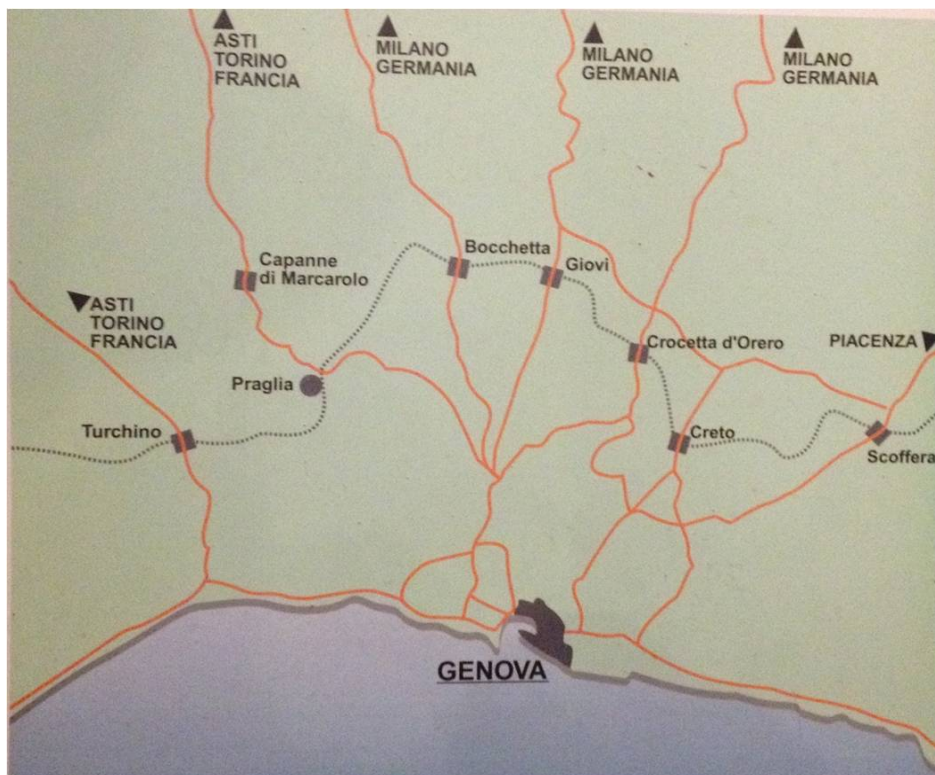 ASTI
TORINO
FRANCIA
MILANO
GERMANIA
MILANO
GERMANIA
MILANO
GERMANIA
Capanne
di Marcarolo
Bocchetta
Giovi
ASTI
TORINO
FRANCIA
Crocetta d'Orero
PIACENZA
Praglia
Turchino
Creto
Scoffera
GENOVA